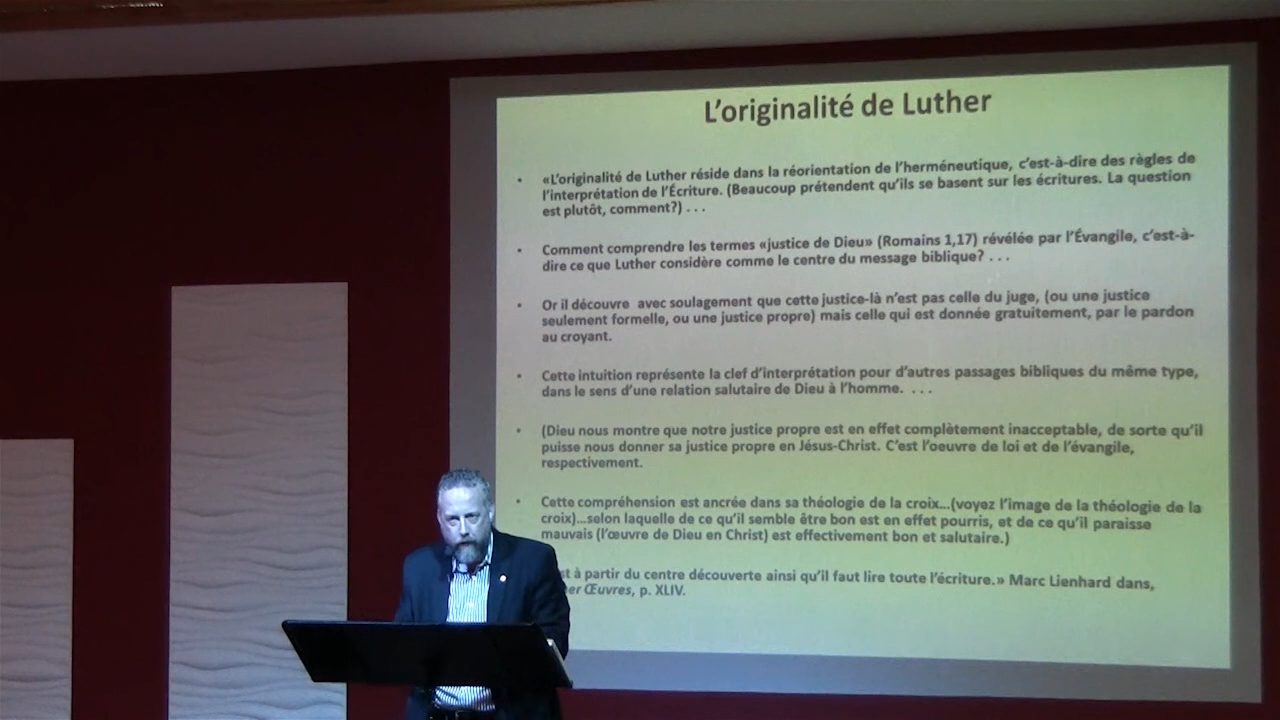 L'originalité de Luther
• «L'originalité de Luther réside dans la réorientation de l'herméneutique, c'est-à-dire des règles de
l'interprétation de l'Écriture. (Beaucoup prétendent qu'ils se basent sur les écritures. La question
est plutôt, comment?) . . .
• Comment comprendre les termes «justice de Dieu» (Romains 1,17) révélée par l'Évangile, c'est-à-
dire ce que Luther considère comme le centre du message biblique? . . .
• Or il découvre avec soulagement que cette justice-là n'est pas celle du juge, (ou une justice
seulement formelle, ou une justice propre) mais celle qui est donnée gratuitement, par le pardon
au croyant.
• Cette intuition représente la clef d'interprétation pour d'autres passages bibliques du même type,
dans le sens d'une relation salutaire de Dieu à l'homme. . . .
• (Dieu nous montre que notre justice propre est en effet complètement inacceptable, de sorte qu'il
puisse nous donner sa justice propre en Jésus-Christ. C'est l'oeuvre de loi et de l'évangile,
respectivement.
• Cette compréhension est ancrée dans sa théologie de la croix...(voyez l'image de la théologie de la
croix)...selon laquelle de ce qu'il semble être bon est en effet pourris, et de ce qu'il paraisse
mauvais (l'œuvre de Dieu en Christ) est effectivement bon et salutaire.)
à partir du centre découverte ainsi qu'il faut lire toute l'écriture.» Marc Lienhard dans,
Œuvres, p. XLIV.